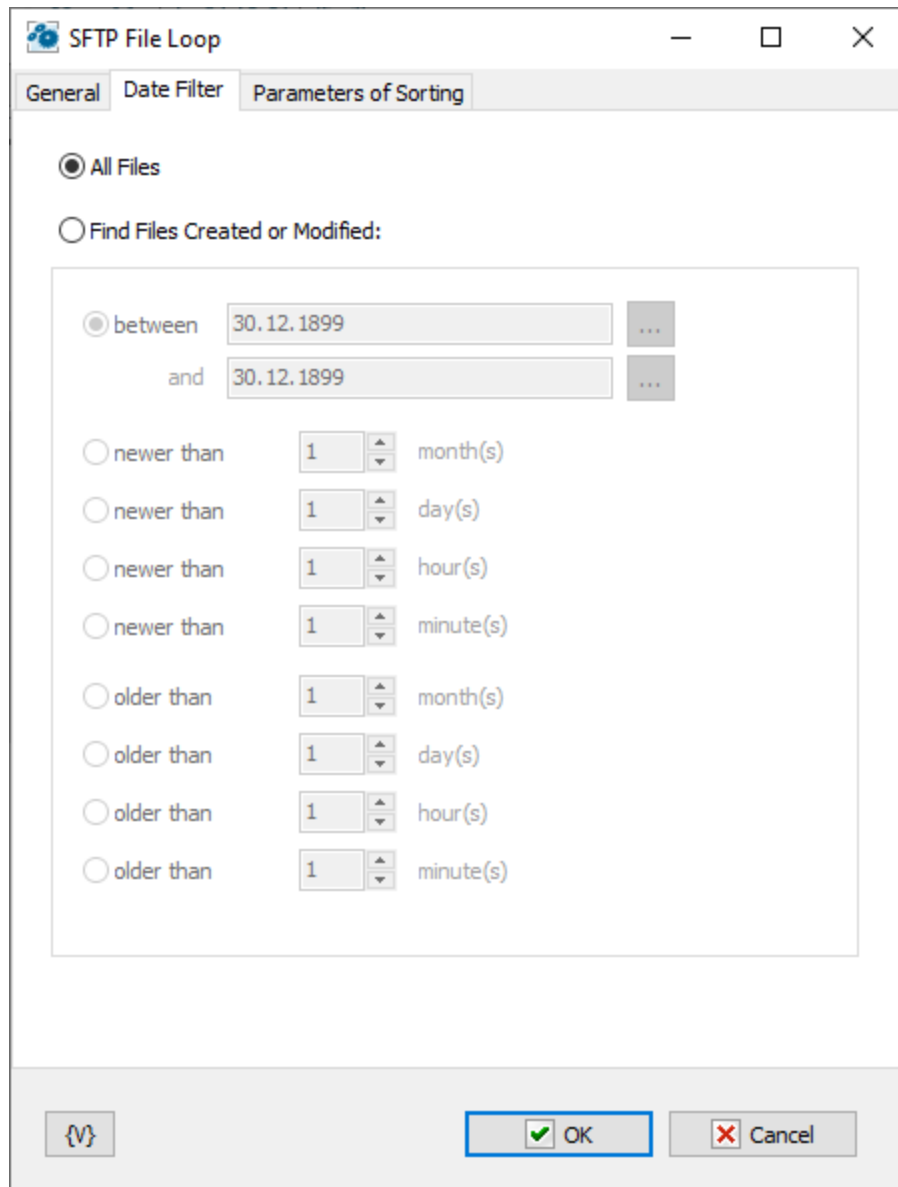 SFTP File Loop
General Date Filter Parameters of Sorting
All Files
Find Files Created or Modified:
between 30.12.1899 ...
and 30.12.1899 ...
newer than 1 month(s)
newer than 1 day(s)
newer than 1 hour(s)
newer than 1 minute(s)
older than 1 month(s)
older than 1 day(s)
older than 1 hour(s)
older than 1 minute(s)
{V} OK Cancel